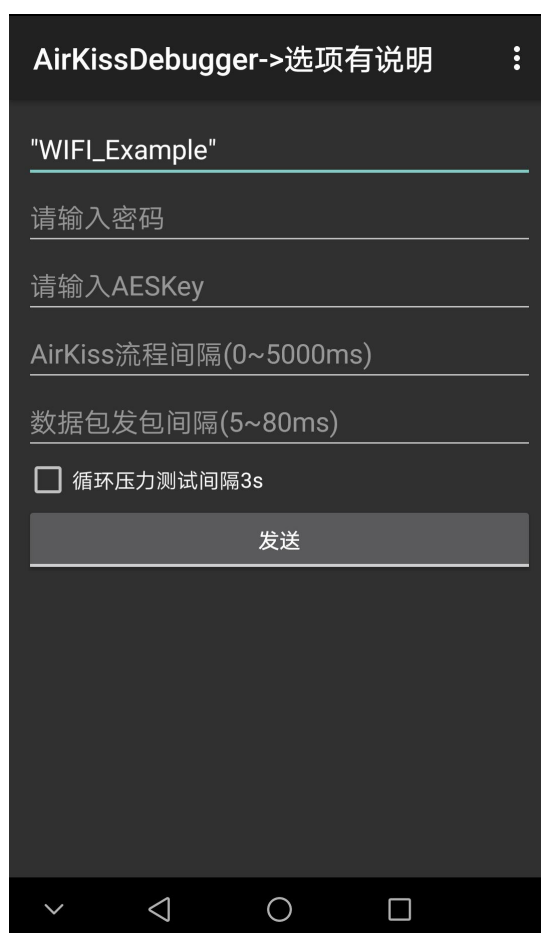 AirKissDebugger->选项有说明
"WIFI_Example"
请输入密码
请输入AESKey
AirKiss流程间隔(0~5000ms)
数据包发包间隔(5~80ms)
循环压力测试间隔3s
发送